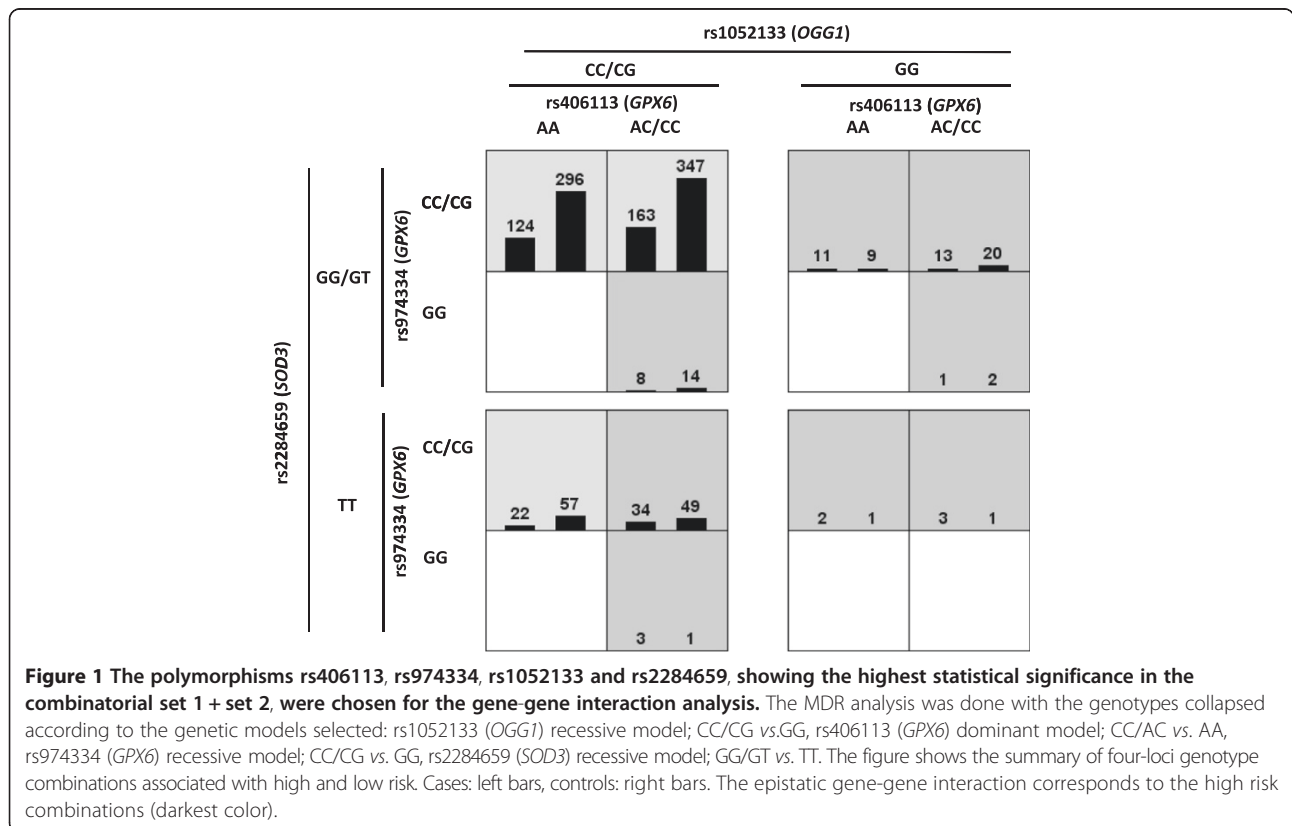 rs1052133 (OGG1)
CC/CG GG
rs406113 (GPX6) rs406113 (GPX6)
AA AC/CC AA AC/CC
rs2284659 (SOD3)
GG/GT
rs974334 (GPX6)
CC/CG
124 296 163 347 11 9 13 20
GG
8 14 1 2
TT
rs974334 (GPX6)
CC/CG
22 57 34 49 2 1 3 1
GG
3 1
Figure 1 The polymorphisms rs406113, rs974334, rs1052133 and rs2284659, showing the highest statistical significance in the
combinatorial set 1 + set 2, were chosen for the gene-gene interaction analysis. The MDR analysis was done with the genotypes collapsed
according to the genetic models selected: rs1052133 (OGG1) recessive model; CC/CG vs.GG, rs406113 (GPX6) dominant model; CC/AC vs. AA,
rs974334 (GPX6) recessive model; CC/CG vs. GG, rs2284659 (SOD3) recessive model; GG/GT vs. TT. The figure shows the summary of four-loci genotype
combinations associated with high and low risk. Cases: left bars, controls: right bars. The epistatic gene-gene interaction corresponds to the high risk
combinations (darkest color).